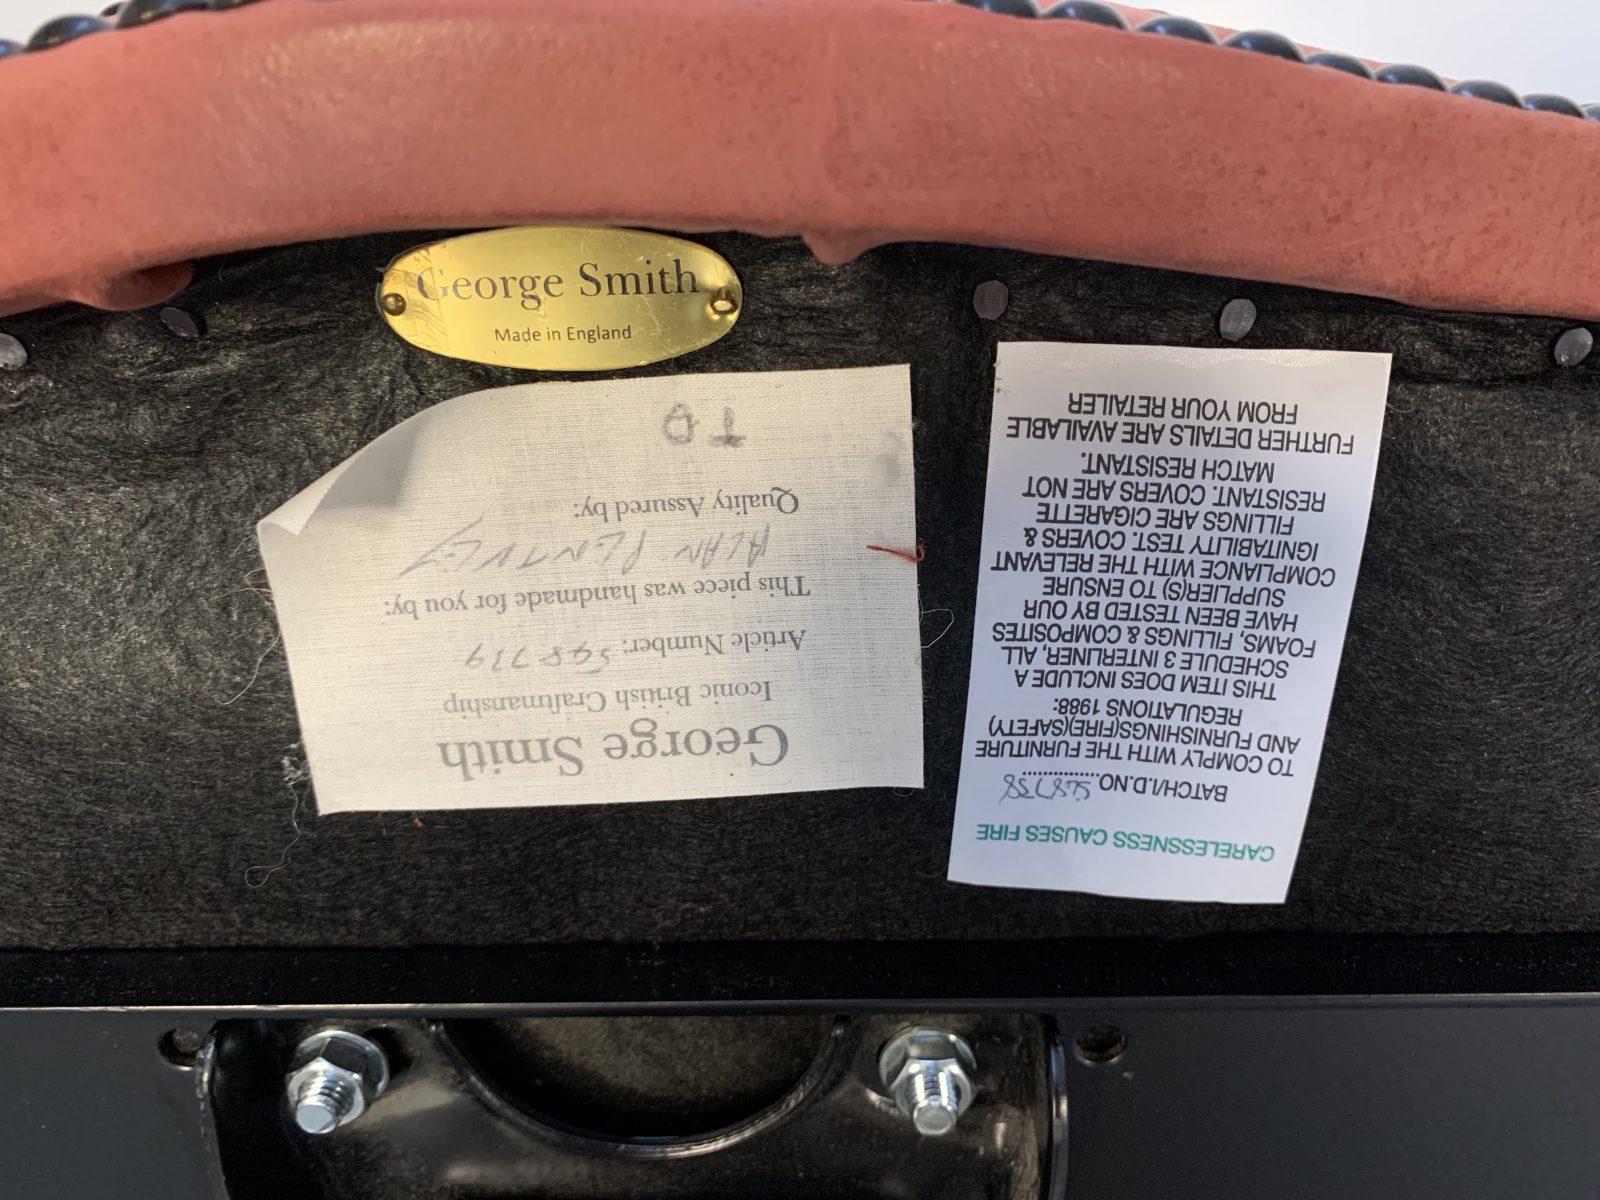 George Smith
Made in England
George Smith
Iconic British Craftmanship
Article Number:
This piece was handmade for you by:
ALAN
Quality Assured by:
TO
CARELESSNESS CAUSES FIRE
BATCH/I.D.NO.................
TO COMPLY WITH THE FURNITURE
AND FURNISHINGS(FIRE)(SAFETY)
REGULATIONS 1988:
THIS ITEM DOES INCLUDE A
SCHEDULE 3 INTERLINER, ALL
FOAMS, FILLINGS & COMPOSITES
HAVE BEEN TESTED BY OUR
SUPPLIER(S) TO ENSURE
COMPLIANCE WITH THE RELEVANT
IGNITABILITY TEST. COVERS &
FILLINGS ARE CIGARETTE
RESISTANT. COVERS ARE NOT
MATCH RESISTANT.
FURTHER DETAILS ARE AVAILABLE
FROM YOUR RETAILER